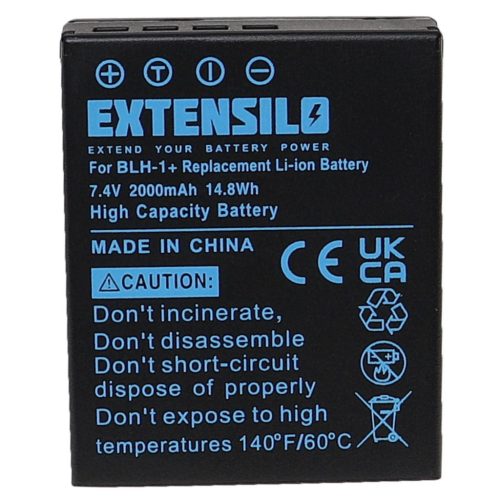 + T I -
EXTENSILO
EXTEND YOUR BATTERY POWER
For BLH-1+ Replacement Li-ion Battery
7.4V 2000mAh 14.8Wh
High Capacity Battery
MADE IN CHINA
CE UK CA
⚠CAUTION:
Don't incinerate,
Don't disassemble
Don't short-circuit
dispose of properly
Don't expose to high
temperatures 140°F/60°C